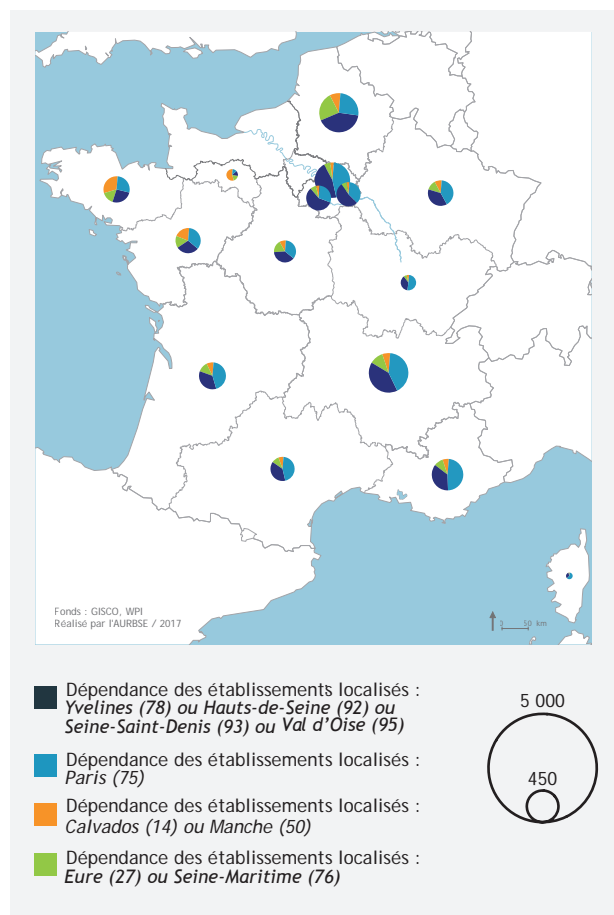 Fonds : GISCO, WPI
Réalisé par l'AURBSE / 2017
50 km
Dépendance des établissements localisés :
Yvelines (78) ou Hauts-de-Seine (92) ou
Seine-Saint-Denis (93) ou Val d'Oise (95)
Dépendance des établissements localisés :
Paris (75)
Dépendance des établissements localisés :
Calvados (14) ou Manche (50)
Dépendance des établissements localisés :
Eure (27) ou Seine-Maritime (76)
5 000
450